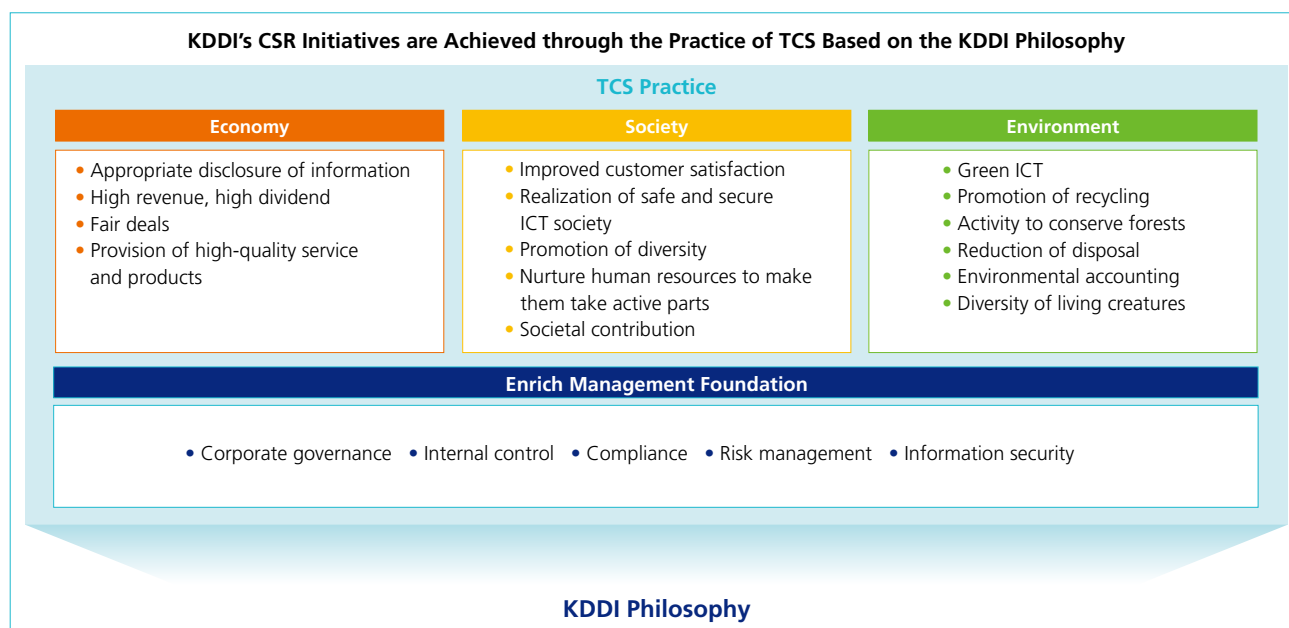 KDDI's CSR Initiatives are Achieved through the Practice of TCS Based on the KDDI Philosophy
TCS Practice
Economy
• Appropriate disclosure of information
• High revenue, high dividend
• Fair deals
• Provision of high-quality service
and products
Society
• Improved customer satisfaction
• Realization of safe and secure
ICT society
• Promotion of diversity
• Nurture human resources to make
them take active parts
• Societal contribution
Environment
• Green ICT
• Promotion of recycling
• Activity to conserve forests
• Reduction of disposal
• Environmental accounting
• Diversity of living creatures
Enrich Management Foundation
• Corporate governance • Internal control • Compliance • Risk management • Information security
KDDI Philosophy